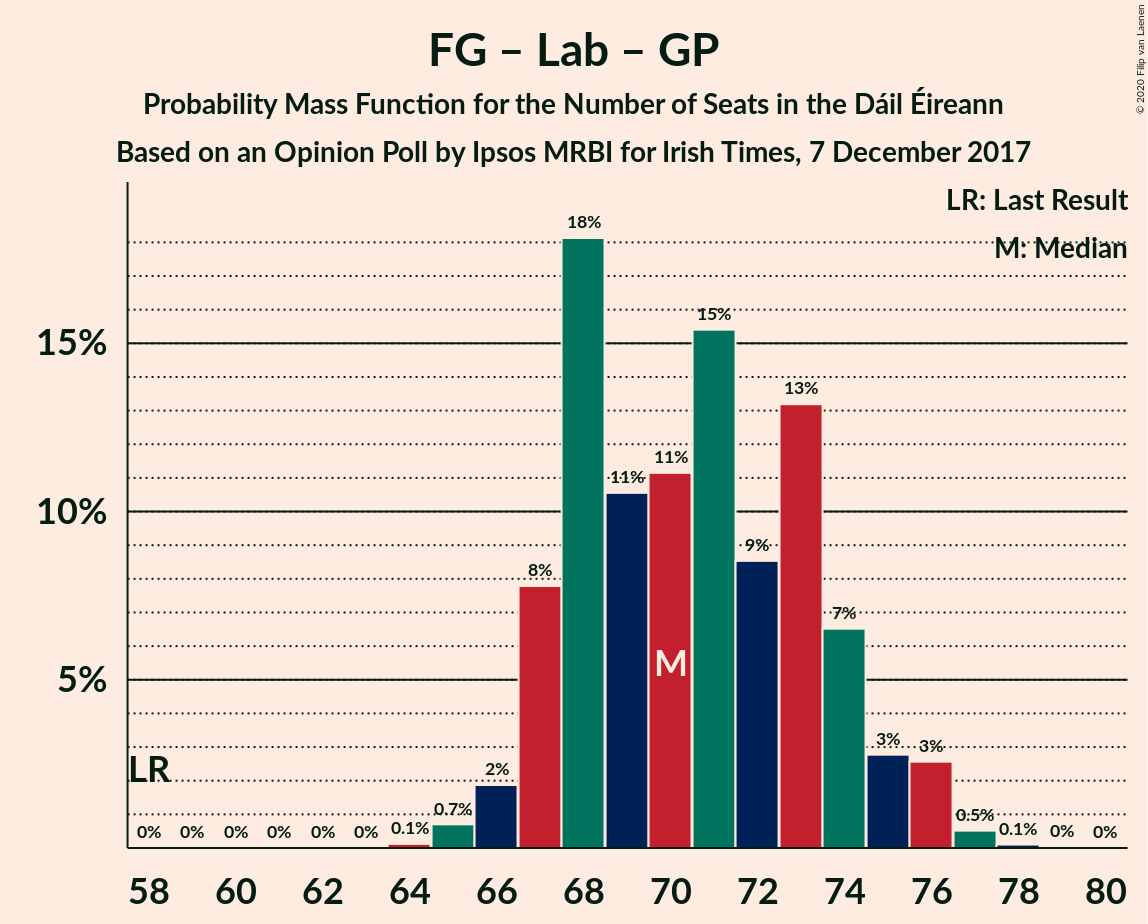 FG – Lab – GP
Probability Mass Function for the Number of Seats in the Dáil Éireann
Based on an Opinion Poll by Ipsos MRBI for Irish Times, 7 December 2017
© 2020 Filip van Laenen
LR: Last Result
M: Median
15%
10%
5%
LR
M
0%
0%
0%
0%
0%
0%
0.1%
0.7%
2%
8%
18%
11%
11%
15%
9%
13%
7%
3%
3%
0.5%
0.1%
0%
0%
58 60 62 64 66 68 70 72 74 76 78 80